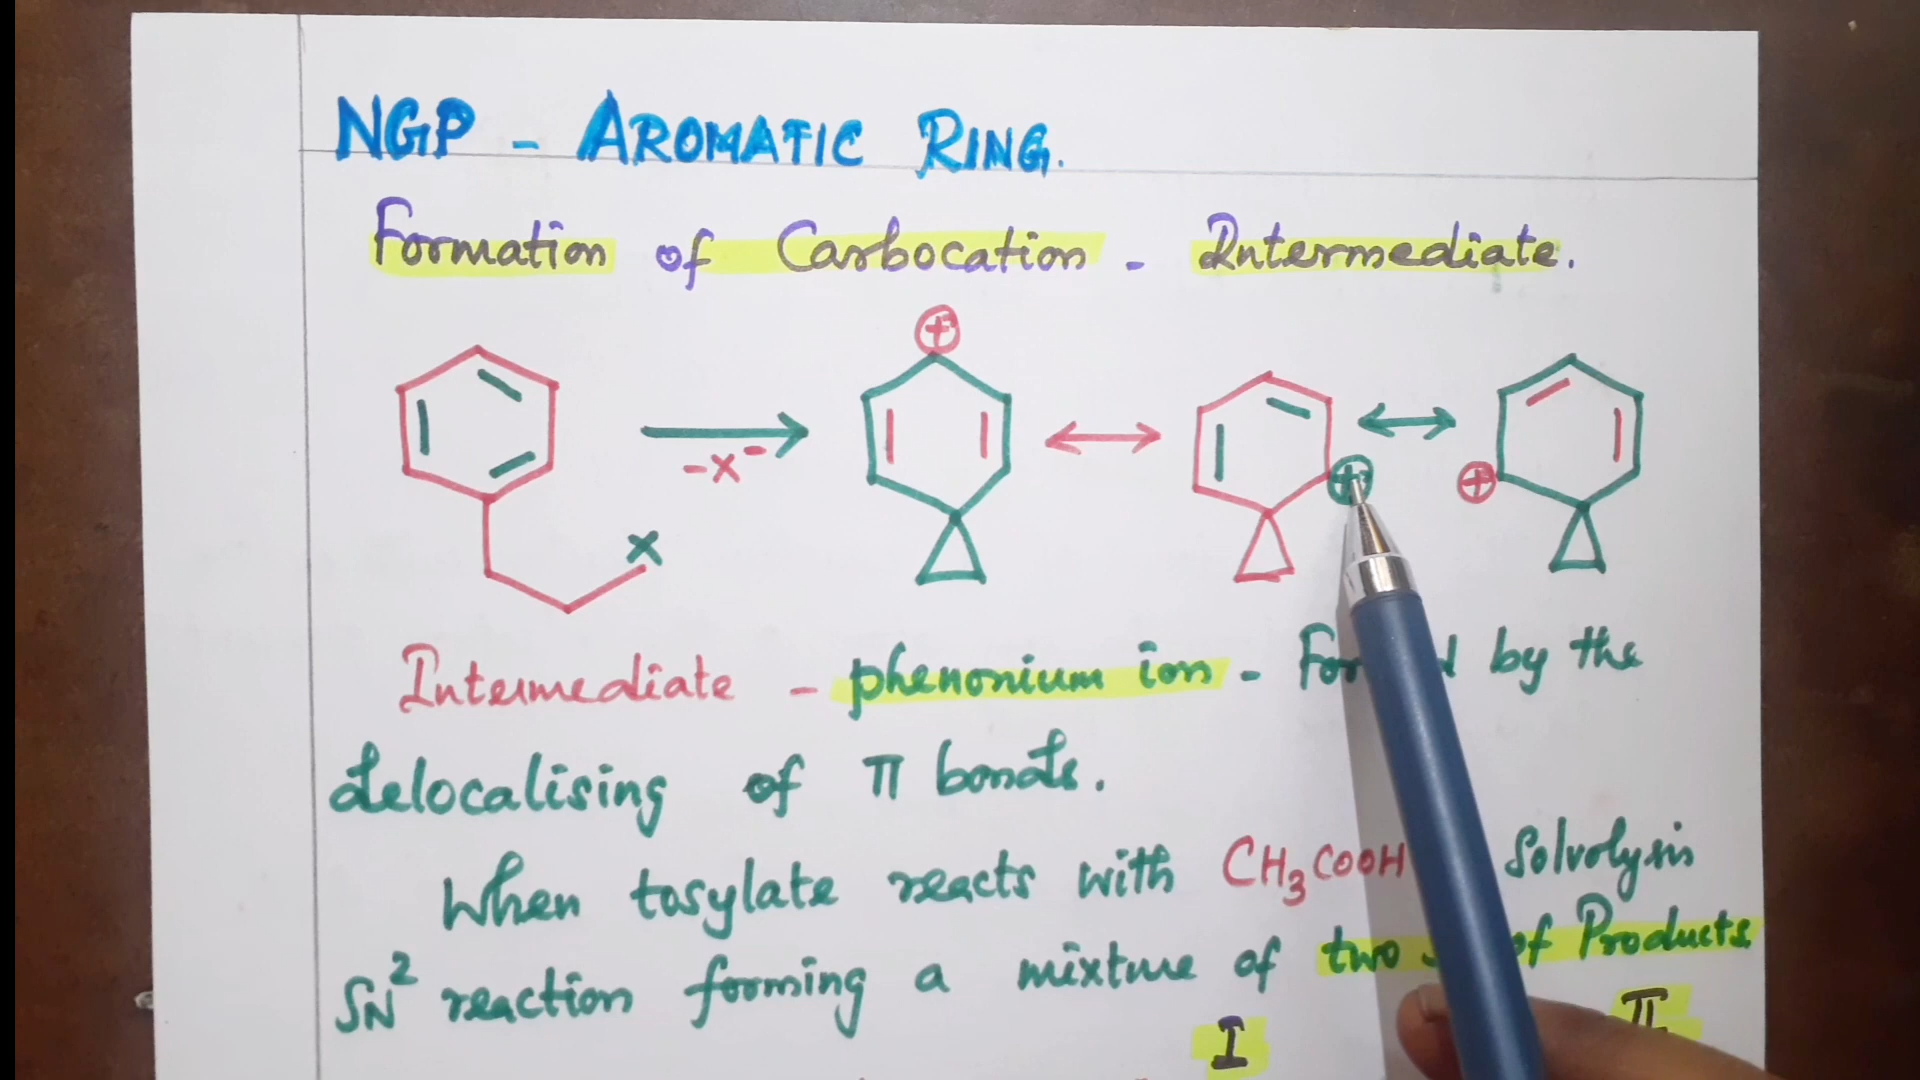 NGP - AROMATIC RING.
Formation of Carbocation - Intermediate.
+
X
-X⁻
+
+
+
Intermediate - phenonium ion - by the
delocalising of π bonds.
When tosylate reacts with CH₃COOH Solvolysis
SN² reaction forming a mixture of two of Products
I II